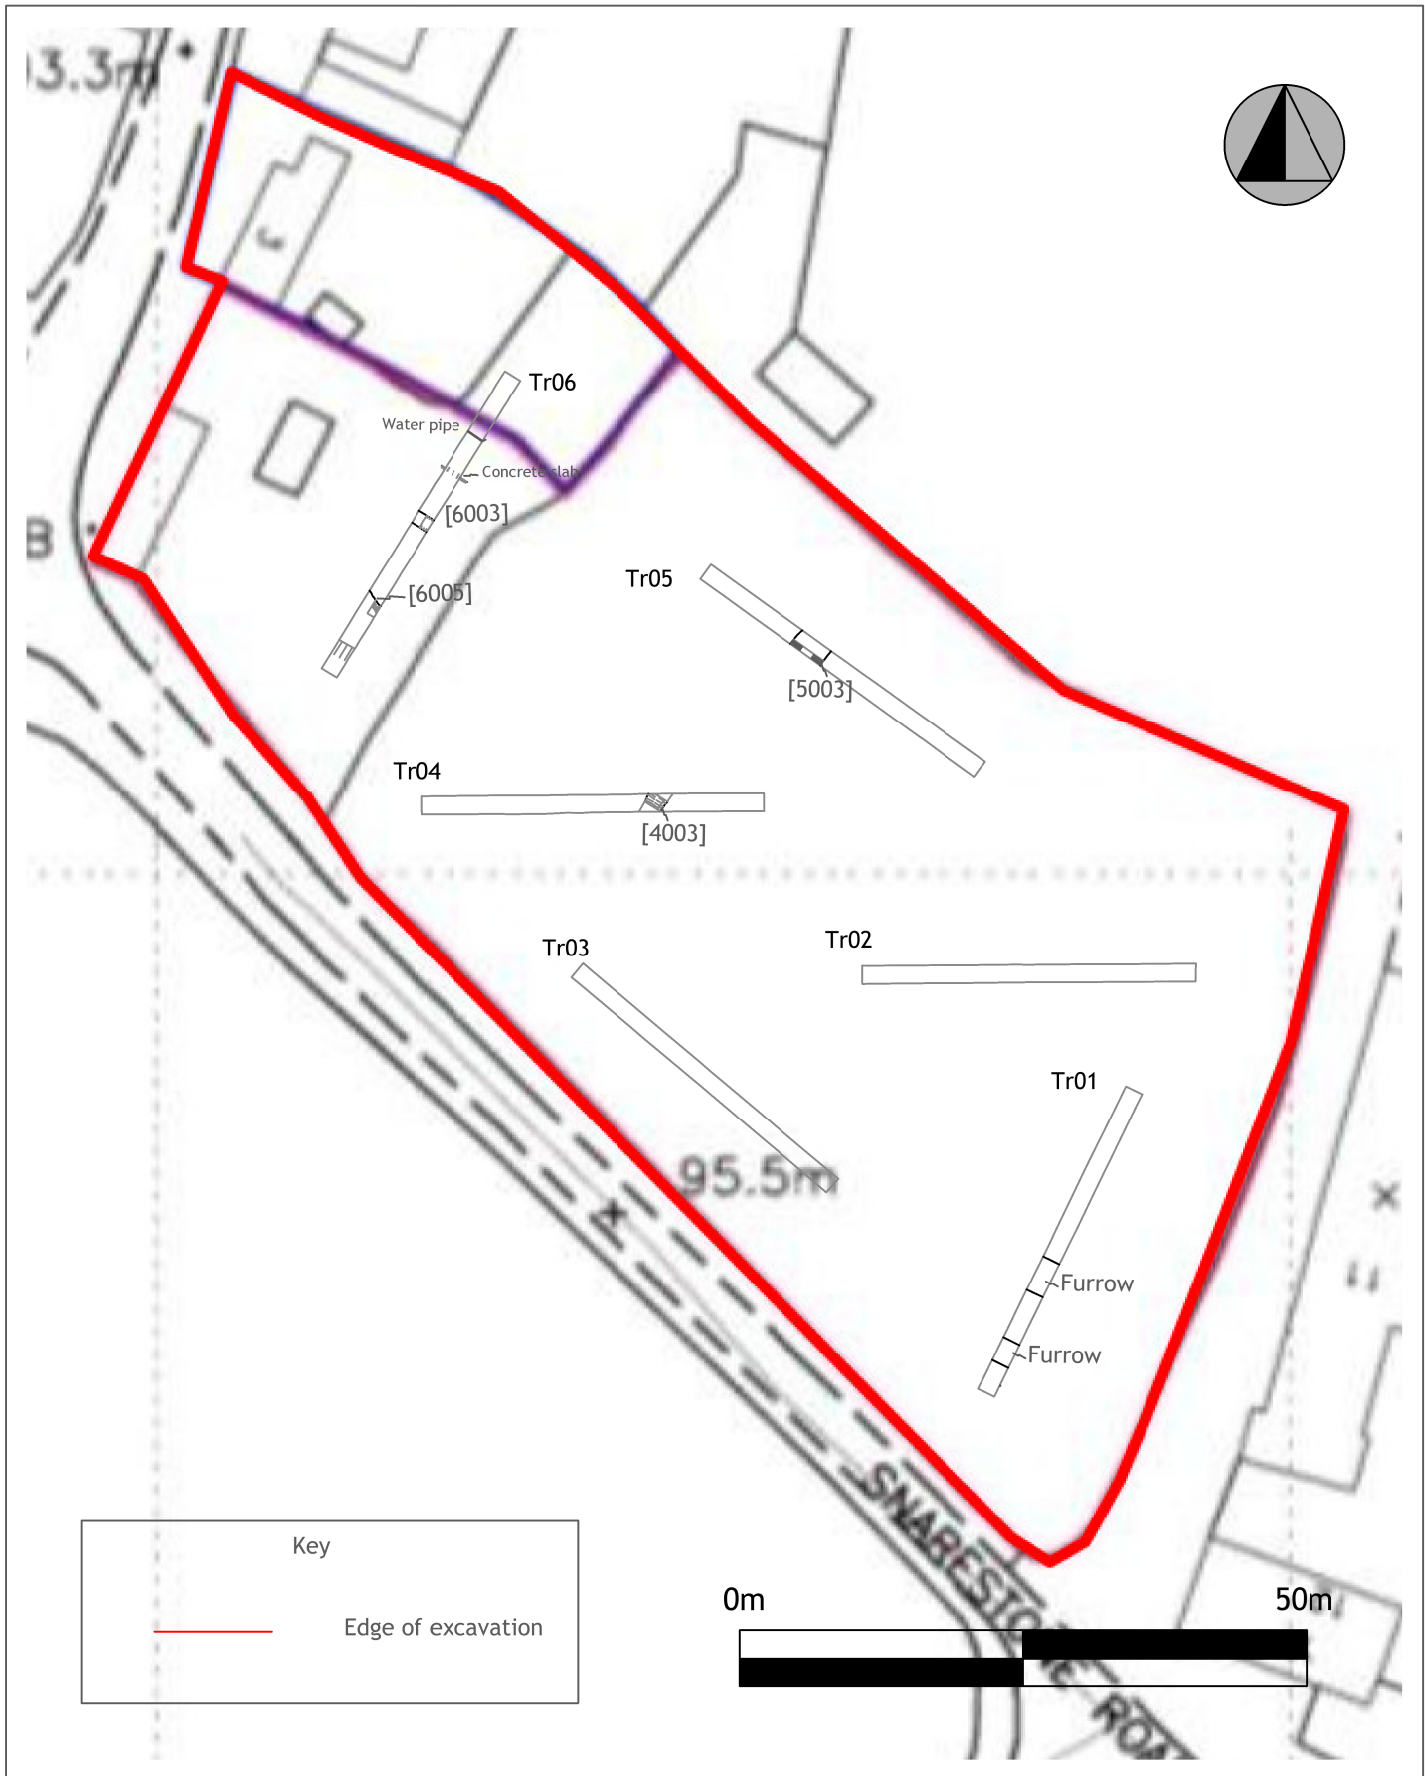 3.3m
Tr06
Water pipe
Concrete slab
[6003]
B
Tr05
[6005]
[5003]
Tr04
[4003]
Tr02
Tr03
Tr01
95.5m
Furrow
Furrow
SNARESTONE ROAD
Key
Edge of excavation
0m
50m